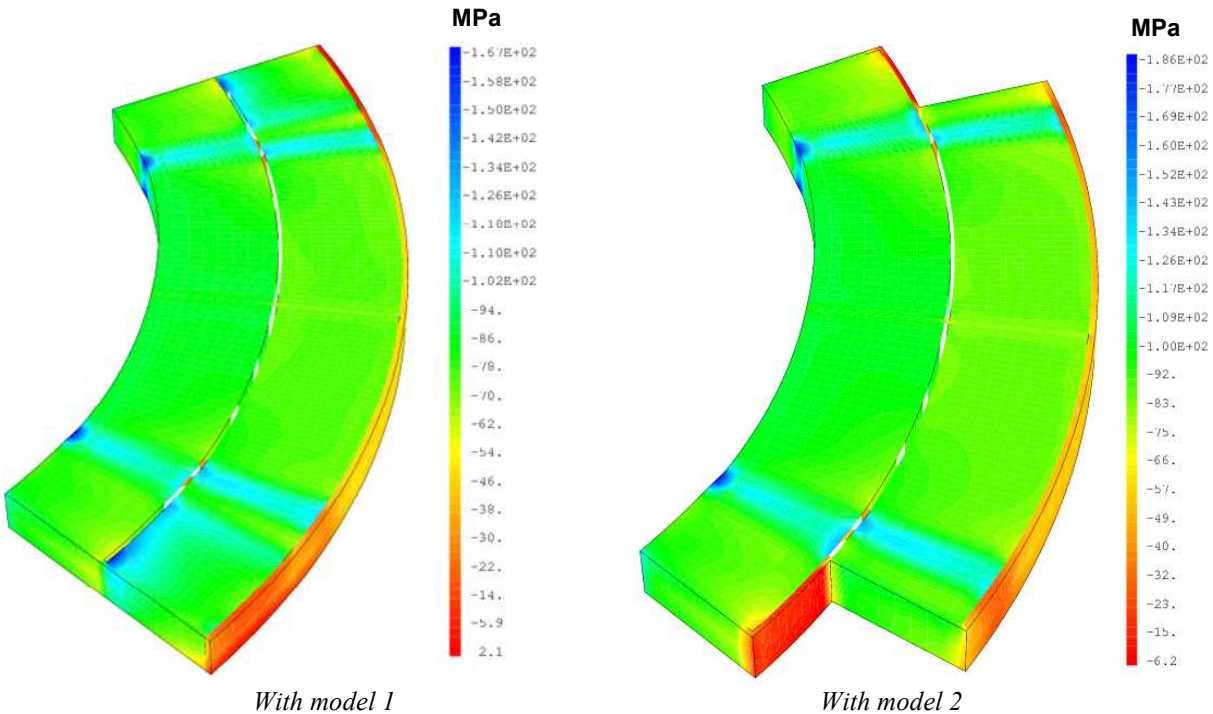 MPa
-1.67E+02
-1.58E+02
-1.50E+02
-1.42E+02
-1.34E+02
-1.26E+02
-1.18E+02
-1.10E+02
-1.02E+02
-94.
-86.
-78.
-70.
-62.
-54.
-46.
-38.
-30.
-22.
-14.
-5.9
2.1
With model 1
MPa
-1.86E+02
-1.77E+02
-1.69E+02
-1.60E+02
-1.52E+02
-1.43E+02
-1.34E+02
-1.26E+02
-1.17E+02
-1.09E+02
-1.00E+02
-92.
-83.
-75.
-66.
-57.
-49.
-40.
-32.
-23.
-15.
-6.2
With model 2